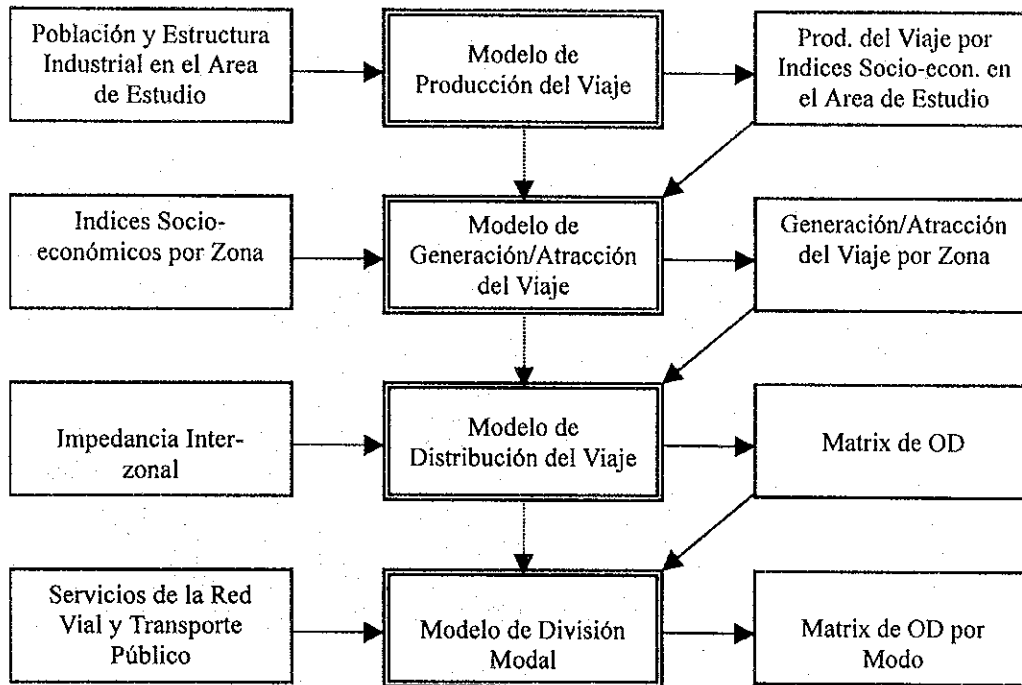 Población y Estructura
Industrial en el Area
de Estudio
Modelo de
Producción del Viaje
Prod. del Viaje por
Indices Socio-econ. en
el Area de Estudio
Indices Socio-
económicos por Zona
Modelo de
Generación/Atracción
del Viaje
Generación/Atracción
del Viaje por Zona
Impedancia Inter-
zonal
Modelo de
Distribución del Viaje
Matrix de OD
Servicios de la Red
Vial y Transporte
Público
Modelo de División
Modal
Matrix de OD por
Modo